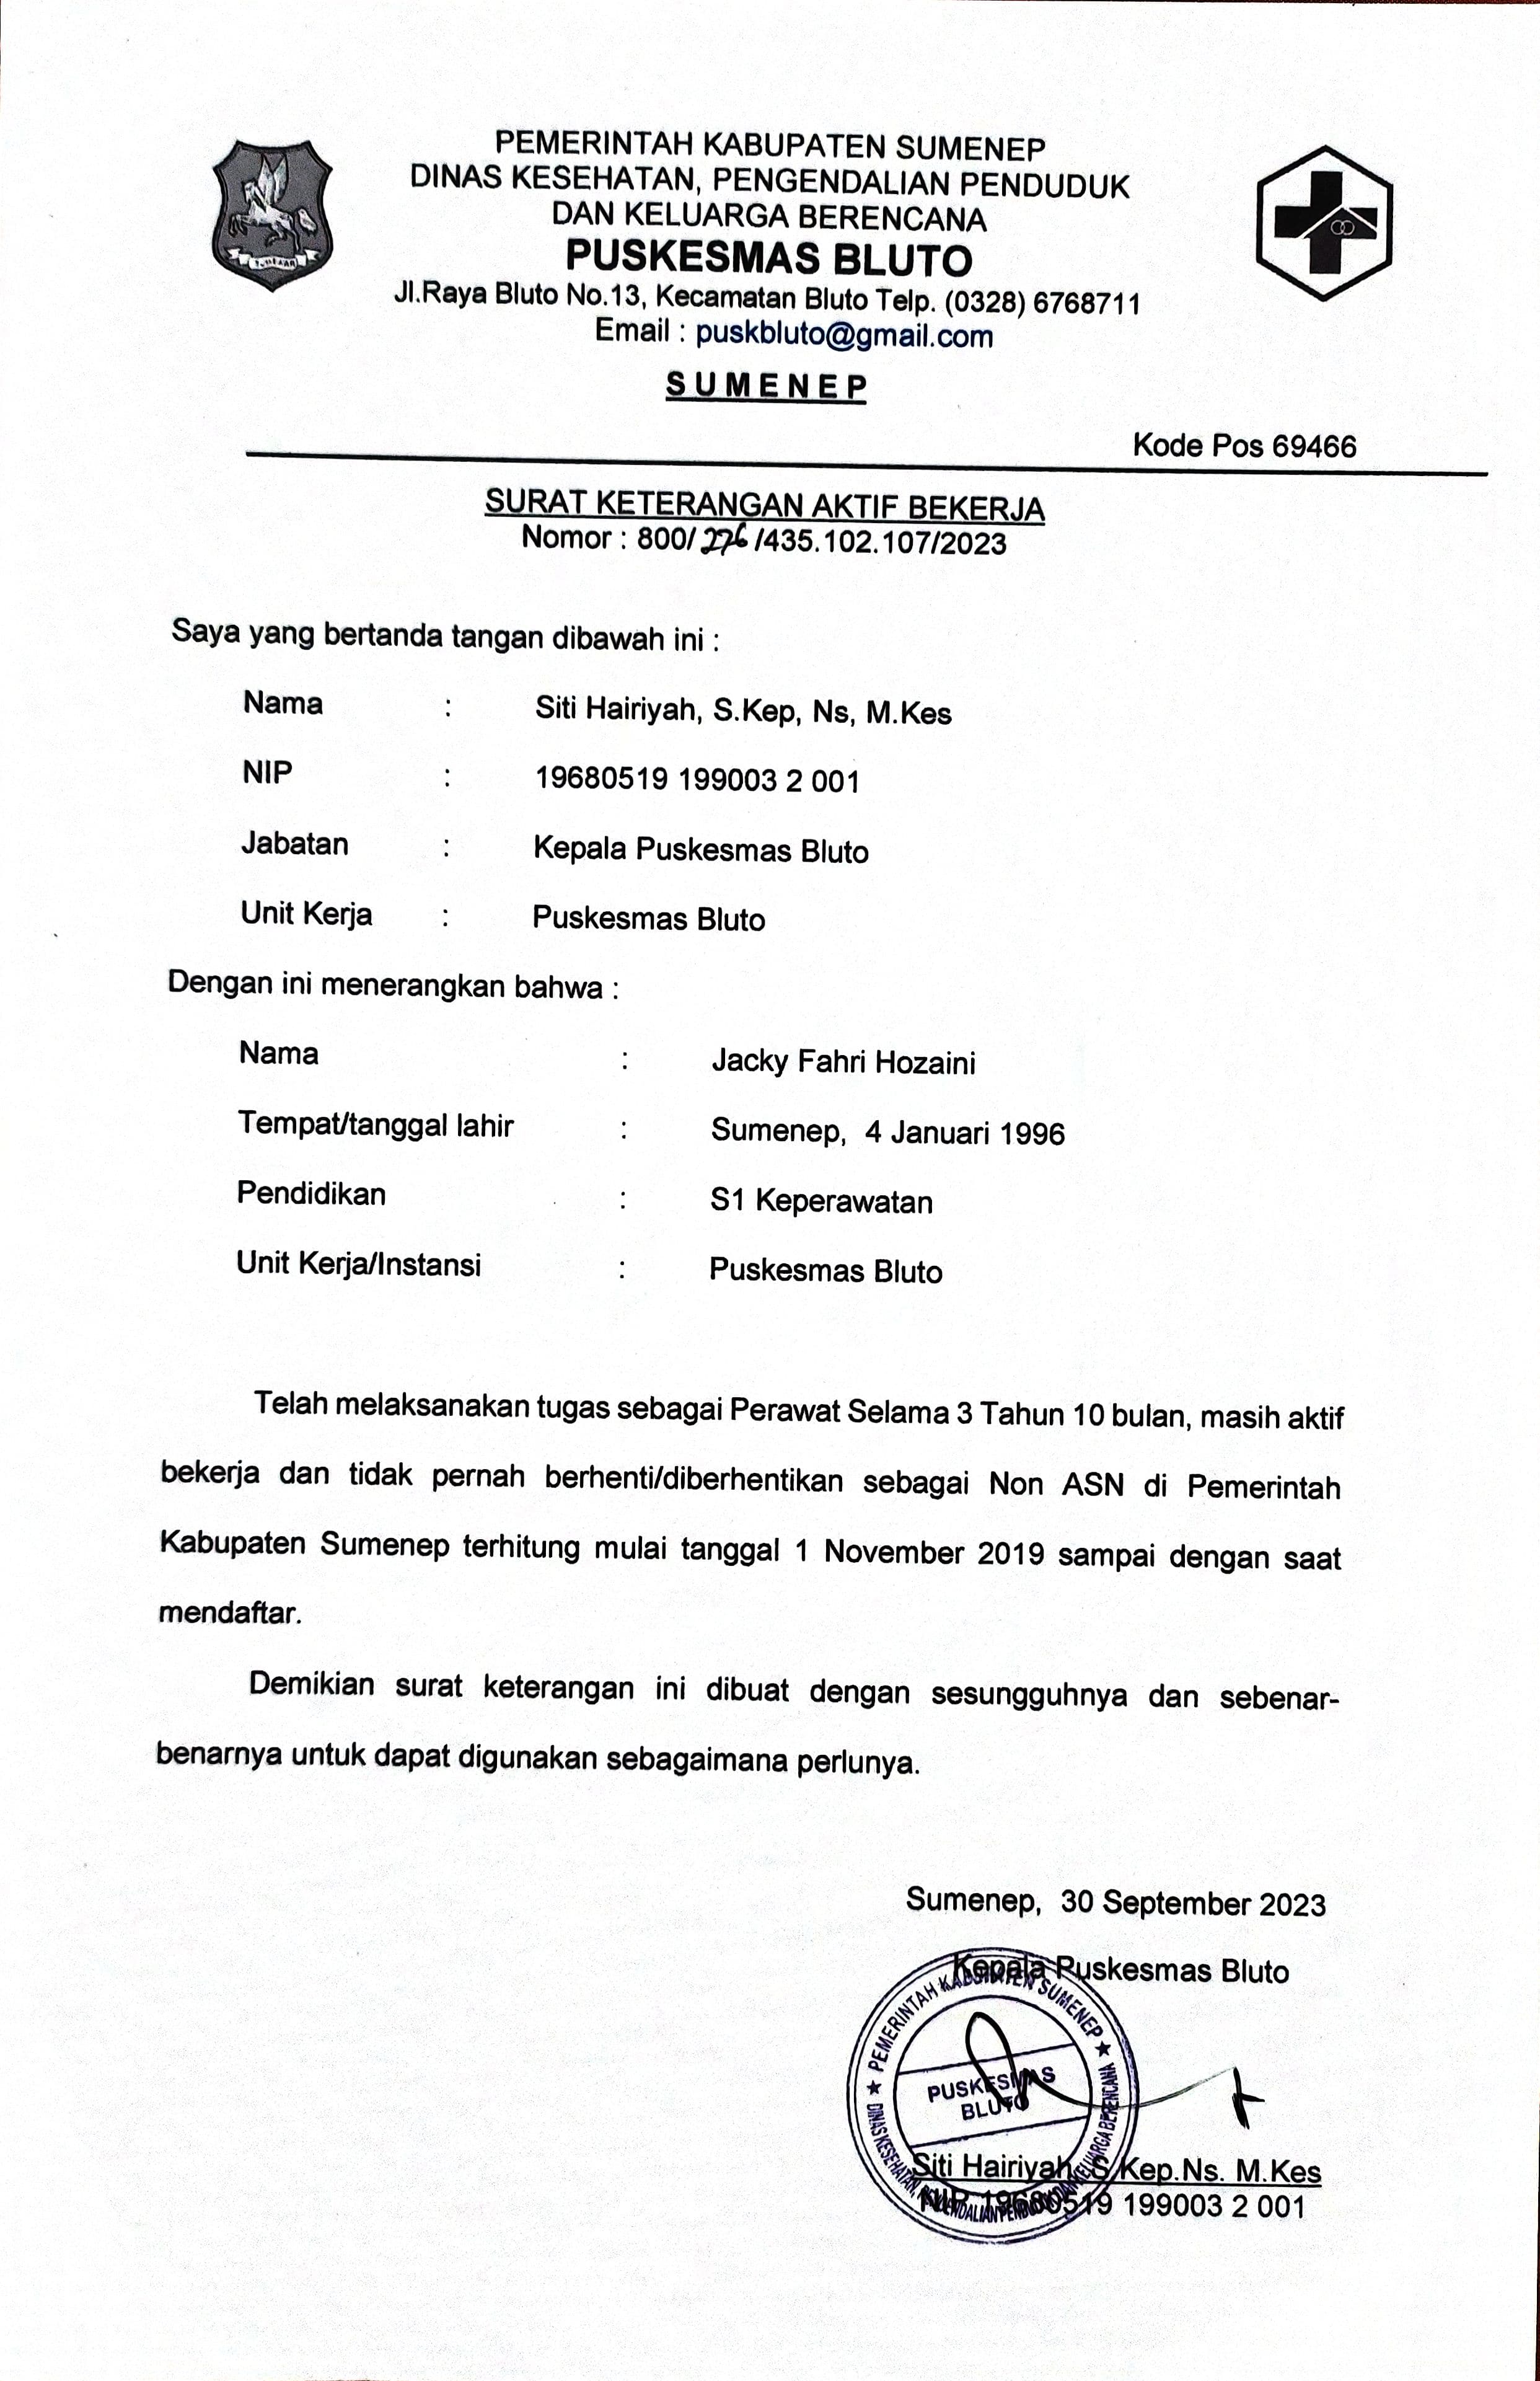 PEMERINTAH KABUPATEN SUMENEP
DINAS KESEHATAN, PENGENDALIAN PENDUDUK
DAN KELUARGA BERENCANA
PUSKESMAS BLUTO
Jl.Raya Bluto No.13, Kecamatan Bluto Telp. (0328) 6768711
Email : puskbluto@gmail.com
S U M E N E P
Kode Pos 69466
SURAT KETERANGAN AKTIF BEKERJA
Nomor : 800/276/435.102.107/2023
Saya yang bertanda tangan dibawah ini :
Nama : Siti Hairiyah, S.Kep, Ns, M.Kes
NIP : 19680519 199003 2 001
Jabatan : Kepala Puskesmas Bluto
Unit Kerja : Puskesmas Bluto
Dengan ini menerangkan bahwa :
Nama : Jacky Fahri Hozaini
Tempat/tanggal lahir : Sumenep, 4 Januari 1996
Pendidikan : S1 Keperawatan
Unit Kerja/Instansi : Puskesmas Bluto
Telah melaksanakan tugas sebagai Perawat Selama 3 Tahun 10 bulan, masih aktif
bekerja dan tidak pernah berhenti/diberhentikan sebagai Non ASN di Pemerintah
Kabupaten Sumenep terhitung mulai tanggal 1 November 2019 sampai dengan saat
mendaftar.
Demikian surat keterangan ini dibuat dengan sesungguhnya dan sebenar-
benarnya untuk dapat digunakan sebagaimana perlunya.
Sumenep, 30 September 2023
Kepala Puskesmas Bluto
PEMERINTAH KABUPATEN SUMENEP
PUSKESMAS
BLUTO
DINAS KESEHATAN, PENGENDALIAN PENDUDUK DAN KELUARGA BERENCANA
Siti Hairiyah, S.Kep.Ns. M.Kes
NIP. 19680519 199003 2 001